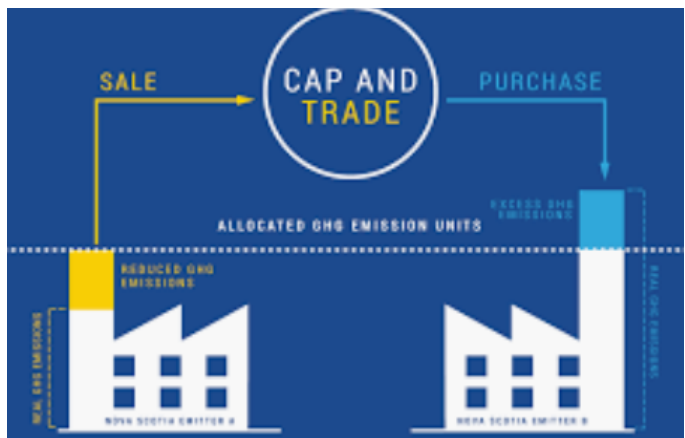 SALE
CAP AND
TRADE
PURCHASE
EXCESS GHG
EMISSIONS
ALLOCATED GHG EMISSION UNITS
REDUCED GHG
EMISSIONS
REAL GHG EMISSIONS
REAL GHG EMISSIONS
NOVA SCOTIA EMITTER A
NOVA SCOTIA EMITTER B